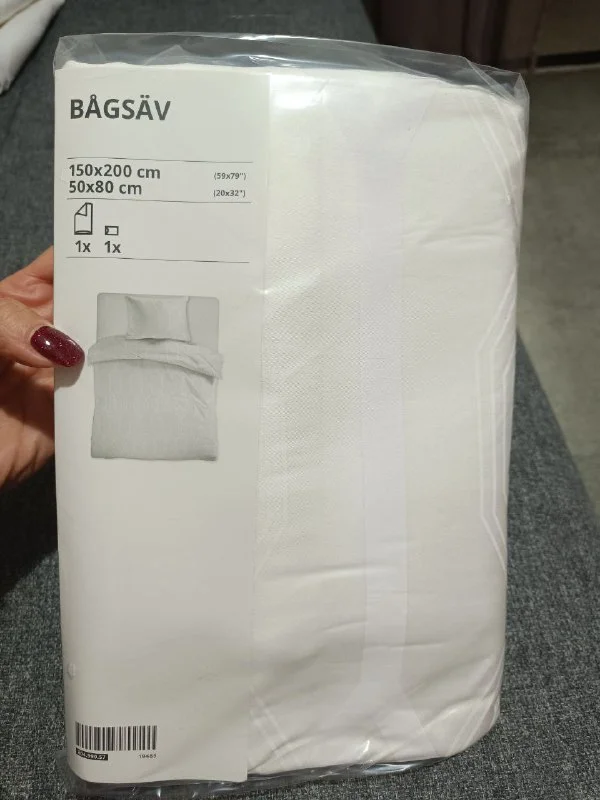 BÅGSÄV
150x200 cm (59x79")
50x80 cm (20x32")
1x 1x